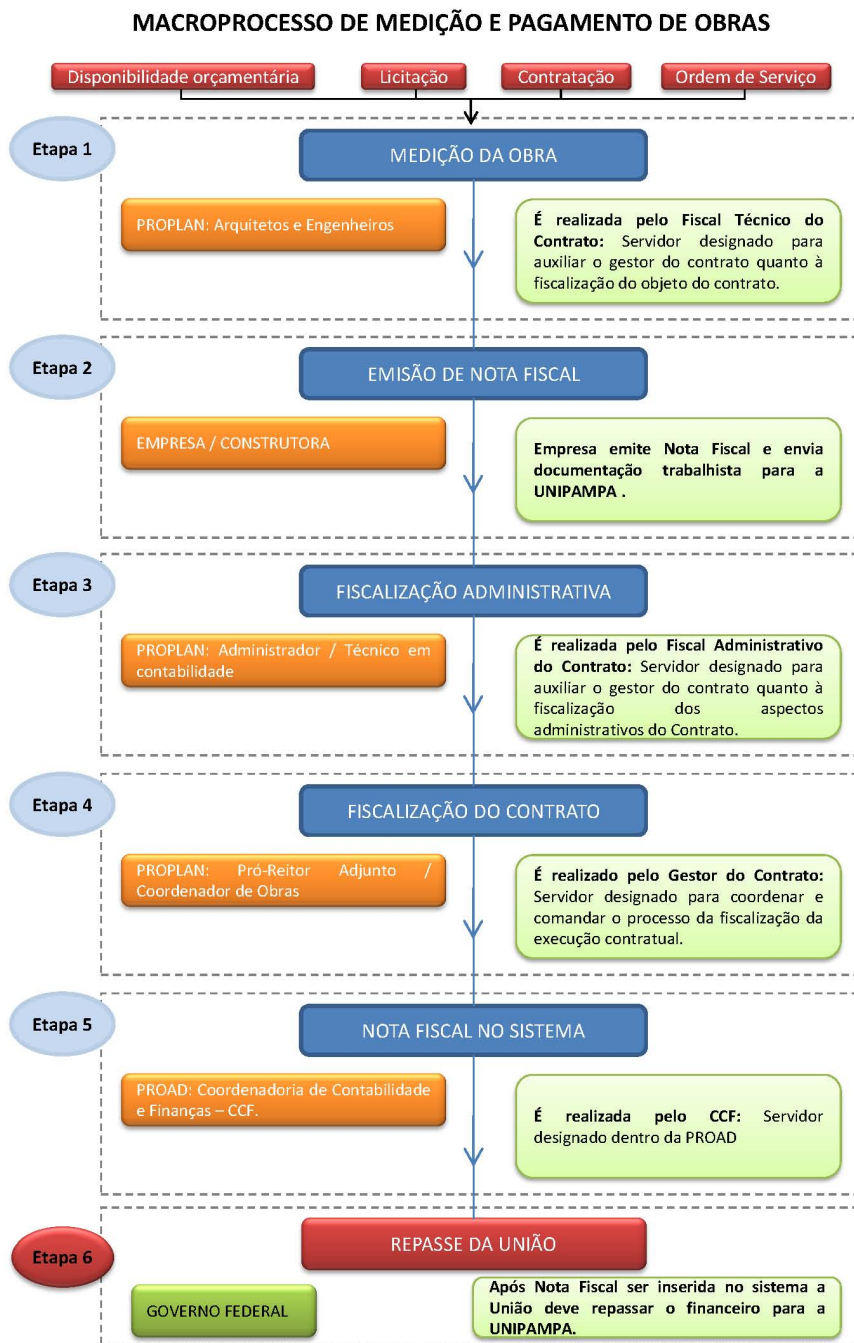 MACROPROCESSO DE MEDIÇÃO E PAGAMENTO DE OBRAS
Disponibilidade orçamentária
Licitação
Contratação
Ordem de Serviço
Etapa 1
MEDIÇÃO DA OBRA
PROPLAN: Arquitetos e Engenheiros
É realizada pelo Fiscal Técnico do
Contrato: Servidor designado para
auxiliar o gestor do contrato quanto à
fiscalização do objeto do contrato.
Etapa 2
EMISSÃO DE NOTA FISCAL
EMPRESA / CONSTRUTORA
Empresa emite Nota Fiscal e envia
documentação trabalhista para a
UNIPAMPA .
Etapa 3
FISCALIZAÇÃO ADMINISTRATIVA
PROPLAN: Administrador / Técnico em
contabilidade
É realizada pelo Fiscal Administrativo
do Contrato: Servidor designado para
auxiliar o gestor do contrato quanto à
fiscalização dos aspectos
administrativos do Contrato.
Etapa 4
FISCALIZAÇÃO DO CONTRATO
PROPLAN: Pró-Reitor Adjunto /
Coordenador de Obras
É realizado pelo Gestor do Contrato:
Servidor designado para coordenar e
comandar o processo da fiscalização da
execução contratual.
Etapa 5
NOTA FISCAL NO SISTEMA
PROAD: Coordenadoria de Contabilidade
e Finanças – CCF.
É realizada pelo CCF: Servidor
designado dentro da PROAD
Etapa 6
REPASSE DA UNIÃO
GOVERNO FEDERAL
Após Nota Fiscal ser inserida no sistema a
União deve repassar o financeiro para a
UNIPAMPA.